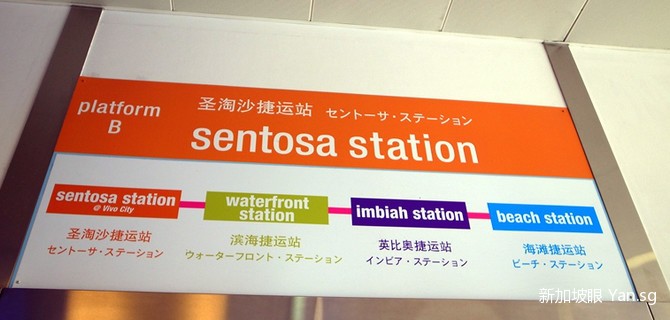 platform
B
圣淘沙捷运站 セントーサ・ステーション
sentosa station
sentosa station
@ Vivo City
圣淘沙捷运站
セントーサ・ステーション
waterfront
station
滨海捷运站
ウォーターフロント・ステーション
imbiah station
英比奥捷运站
インビア・ステーション
beach station
海滩捷运站
ビーチ・ステーション
新加坡眼 Yan.sg